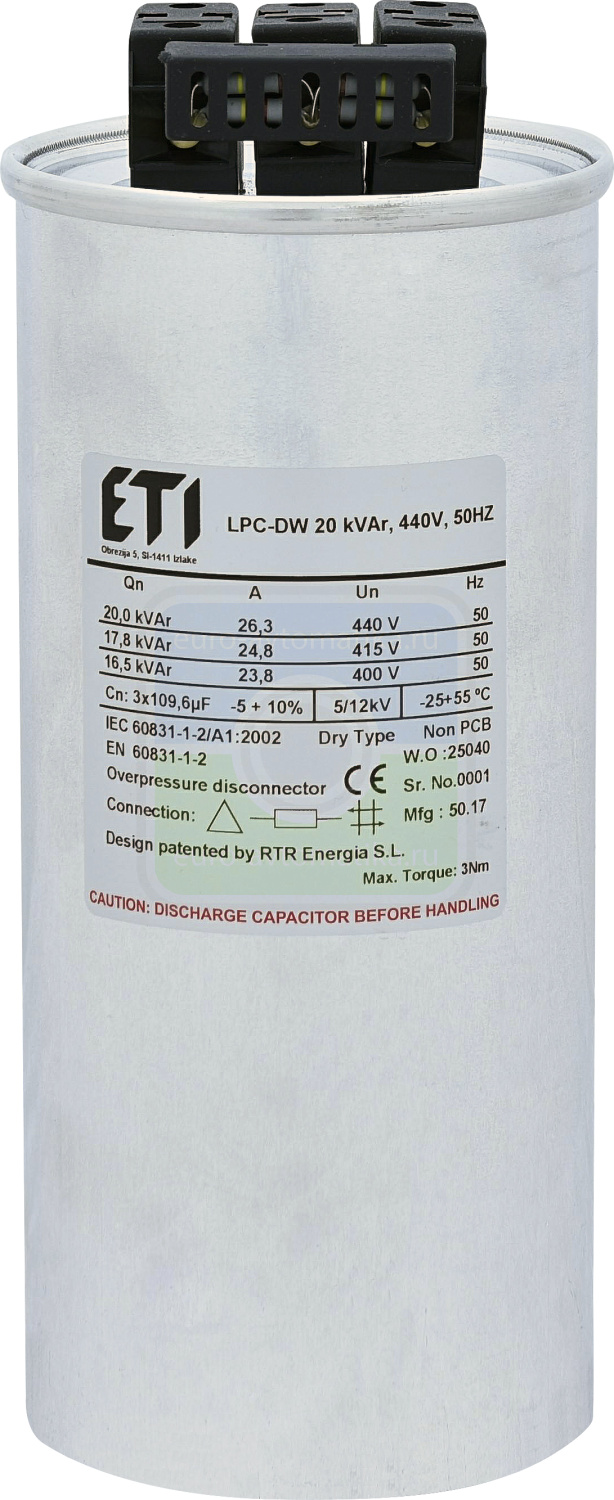 ETI
Obrezija 5, SI-1411 Izlake
LPC-DW 20 kVAr, 440V, 50HZ
Qn A Un Hz
20,0 kVAr 26,3 440 V 50
17,8 kVAr 24,8 415 V 50
16,5 kVAr 23,8 400 V 50
Cn: 3x109,6µF -5 + 10% 5/12kV -25+55 ºC
IEC 60831-1-2/A1:2002 Dry Type Non PCB
EN 60831-1-2 W.O :25040
Overpressure disconnector CE Sr. No.0001
Connection: Mfg : 50.17
Design patented by RTR Energia S.L.
Max. Torque: 3Nm
CAUTION: DISCHARGE CAPACITOR BEFORE HANDLING